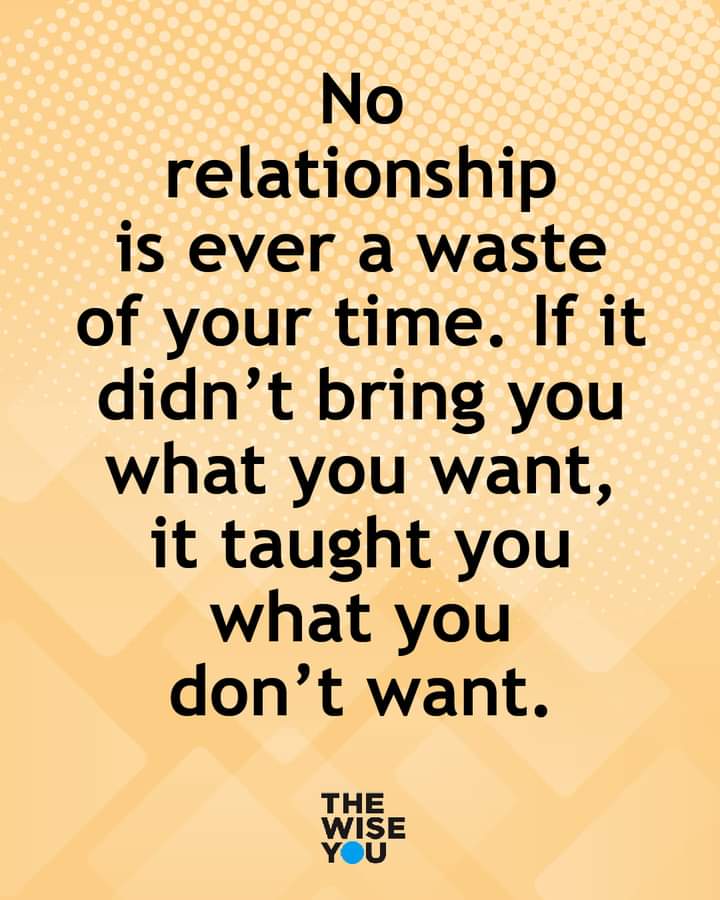 No
relationship
is ever a waste
of your time. If it
didn’t bring you
what you want,
it taught you
what you
don’t want.
THE
WISE
YOU